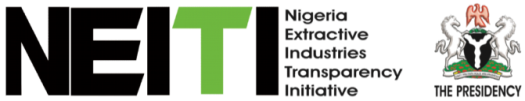 NEITI
Nigeria
Extractive
Industries
Transparency
Initiative
THE PRESIDENCY